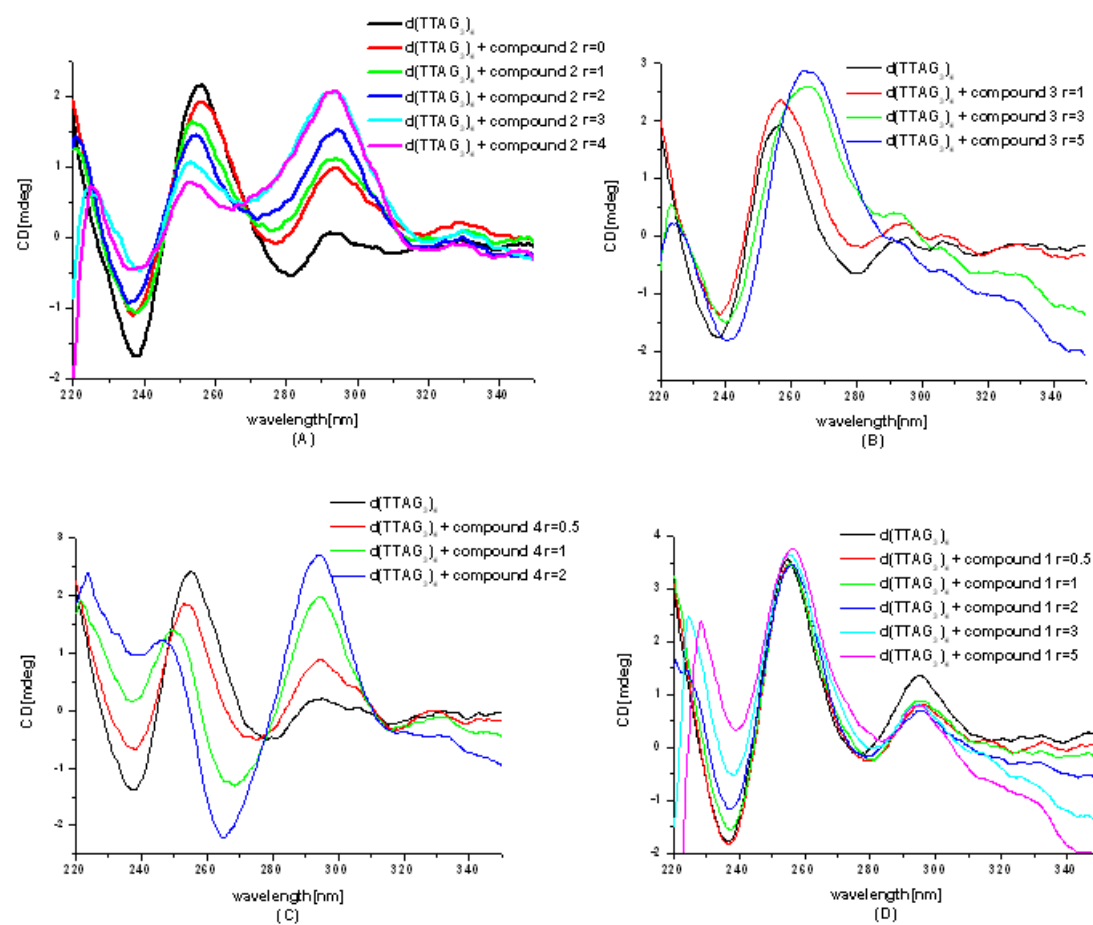 d(TTAG₃)₄
d(TTAG₃)₄ + compound 2 r=0
d(TTAG₃)₄ + compound 2 r=1
d(TTAG₃)₄ + compound 2 r=2
d(TTAG₃)₄ + compound 2 r=3
d(TTAG₃)₄ + compound 2 r=4
2
1
0
-1
-2
CD[mdeg]
220 240 260 280 300 320 340
wavelength[nm]
(A)
d(TTAG₃)₄
d(TTAG₃)₄ + compound 3 r=1
d(TTAG₃)₄ + compound 3 r=3
d(TTAG₃)₄ + compound 3 r=5
3
2
1
0
-1
-2
CD[mdeg]
220 240 260 280 300 320 340
wavelength[nm]
(B)
d(TTAG₃)₄
d(TTAG₃)₄ + compound 4 r=0.5
d(TTAG₃)₄ + compound 4 r=1
d(TTAG₃)₄ + compound 4 r=2
3
2
1
0
-1
-2
CD[mdeg]
220 240 260 280 300 320 340
wavelength[nm]
(C)
d(TTAG₃)₄
d(TTAG₃)₄ + compound 1 r=0.5
d(TTAG₃)₄ + compound 1 r=1
d(TTAG₃)₄ + compound 1 r=2
d(TTAG₃)₄ + compound 1 r=3
d(TTAG₃)₄ + compound 1 r=5
4
3
2
1
0
-1
-2
CD[mdeg]
220 240 260 280 300 320 340
wavelength[nm]
(D)